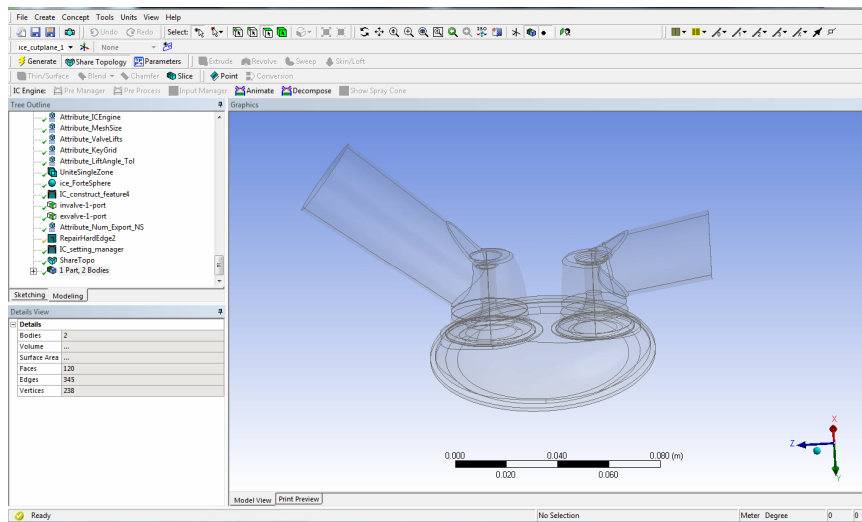 File Create Concept Tools Units View Help
Undo Redo Select:
ice_cutplane_1 None
Generate Share Topology Parameters Extrude Revolve Sweep Skin/Loft
Thin/Surface Blend Chamfer Slice Point Conversion
IC Engine: Pre Manager Pre Process Input Manager Animate Decompose Show Spray Cone
Tree Outline
Graphics
Attribute_ICEngine
Attribute_MeshSize
Attribute_ValveLifts
Attribute_KeyGrid
Attribute_LiftAngle_Tol
UniteSingleZone
ice_ForteSphere
IC_construct_feature4
invalve-1-port
exvalve-1-port
Attribute_Num_Export_NS
RepairHardEdge2
IC_setting_manager
ShareTopo
1 Part, 2 Bodies
Sketching Modeling
Details View
Details
Bodies 2
Volume ...
Surface Area ...
Faces 120
Edges 345
Vertices 238
0.000 0.040 0.080 (m)
0.020 0.060
X
Z
Y
Model View Print Preview
Ready No Selection Meter Degree 0 0